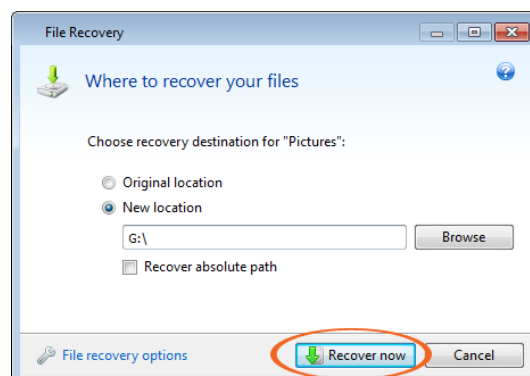 File Recovery
Where to recover your files
Choose recovery destination for "Pictures":
Original location
New location
G:\
Browse
Recover absolute path
File recovery options
Recover now
Cancel